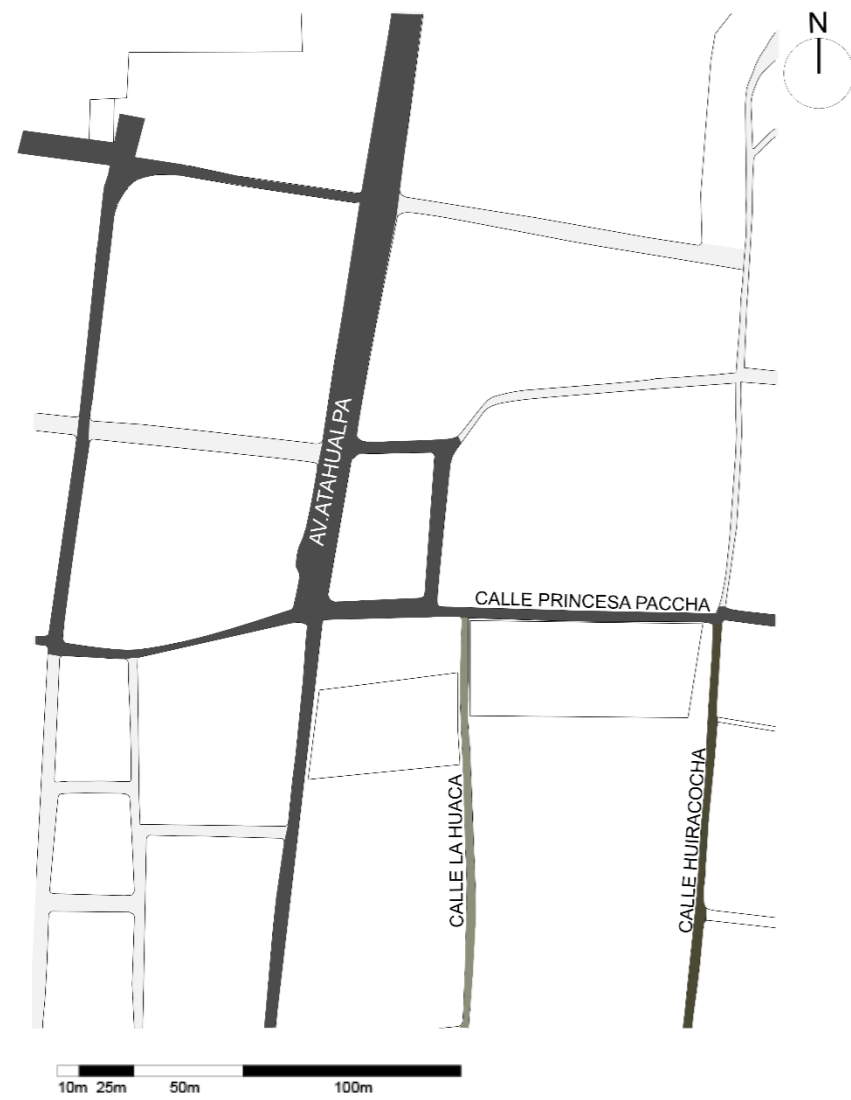 N
AV.ATAHUALPA
CALLE PRINCESA PACCHA
CALLE LA HUACA
CALLE HUIRACOCHA
10m 25m 50m 100m